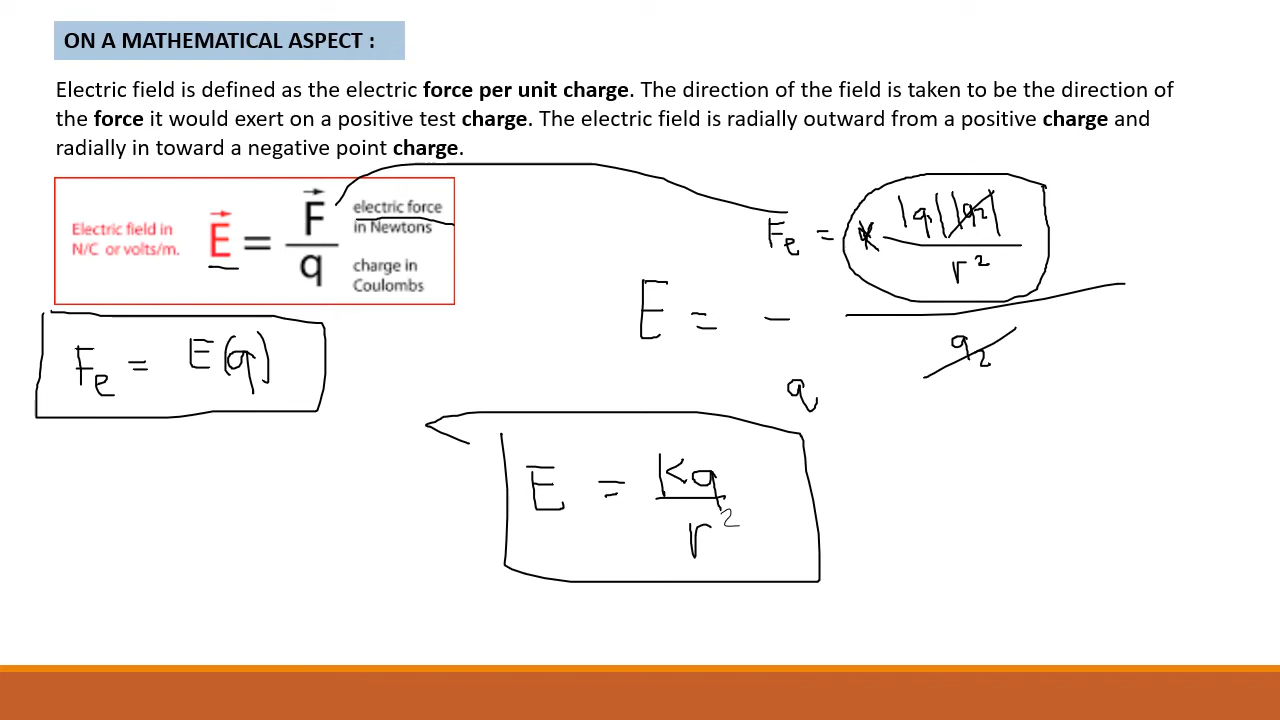 ON A MATHEMATICAL ASPECT :
Electric field is defined as the electric force per unit charge. The direction of the field is taken to be the direction of
the force it would exert on a positive test charge. The electric field is radially outward from a positive charge and
radially in toward a negative point charge.
Electric field in
N/C or volts/m.
E = F / q
electric force
in Newtons
charge in
Coulombs
Fe = k |q| |q2| / r²
E = - q2
q
Fe = E(q)
E = Kq / r²